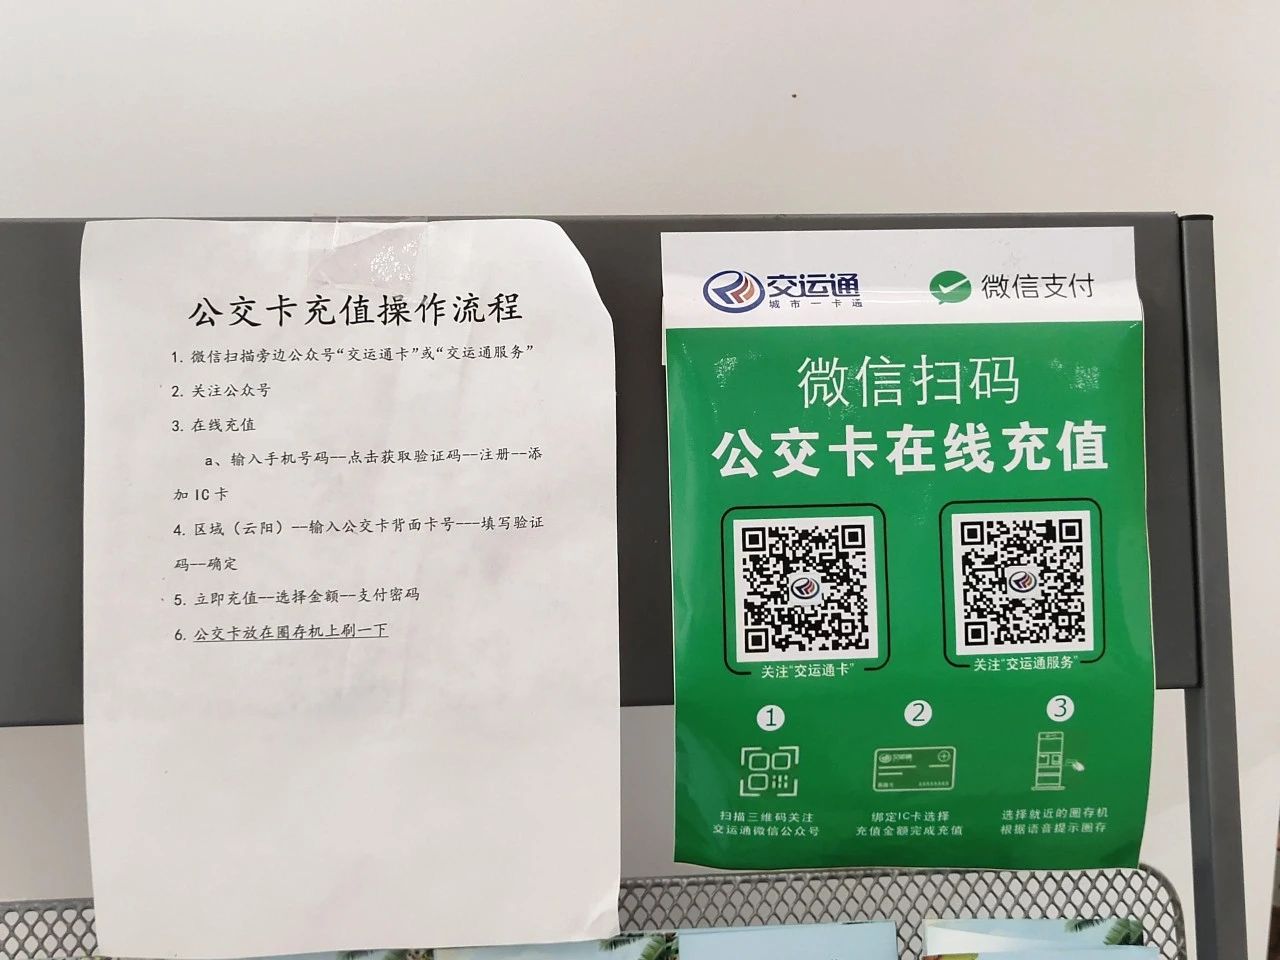 公交卡充值操作流程
1. 微信扫描旁边公众号“交运通卡”或“交运通服务”
2. 关注公众号
3. 在线充值
a、输入手机号码--点击获取验证码--注册--添
加IC卡
4. 区域（云阳）--输入公交卡背面卡号---填写验证
码--确定
5. 立即充值--选择金额--支付密码
6. 公交卡放在圈存机上刷一下
交运通
城市一卡通
微信支付
微信扫码
公交卡在线充值
关注“交运通卡”
关注“交运通服务”
1
2
3
扫描三维码关注
交运通微信公众号
绑定IC卡选择
充值金额完成充值
选择就近的圈存机
根据语音提示圈存